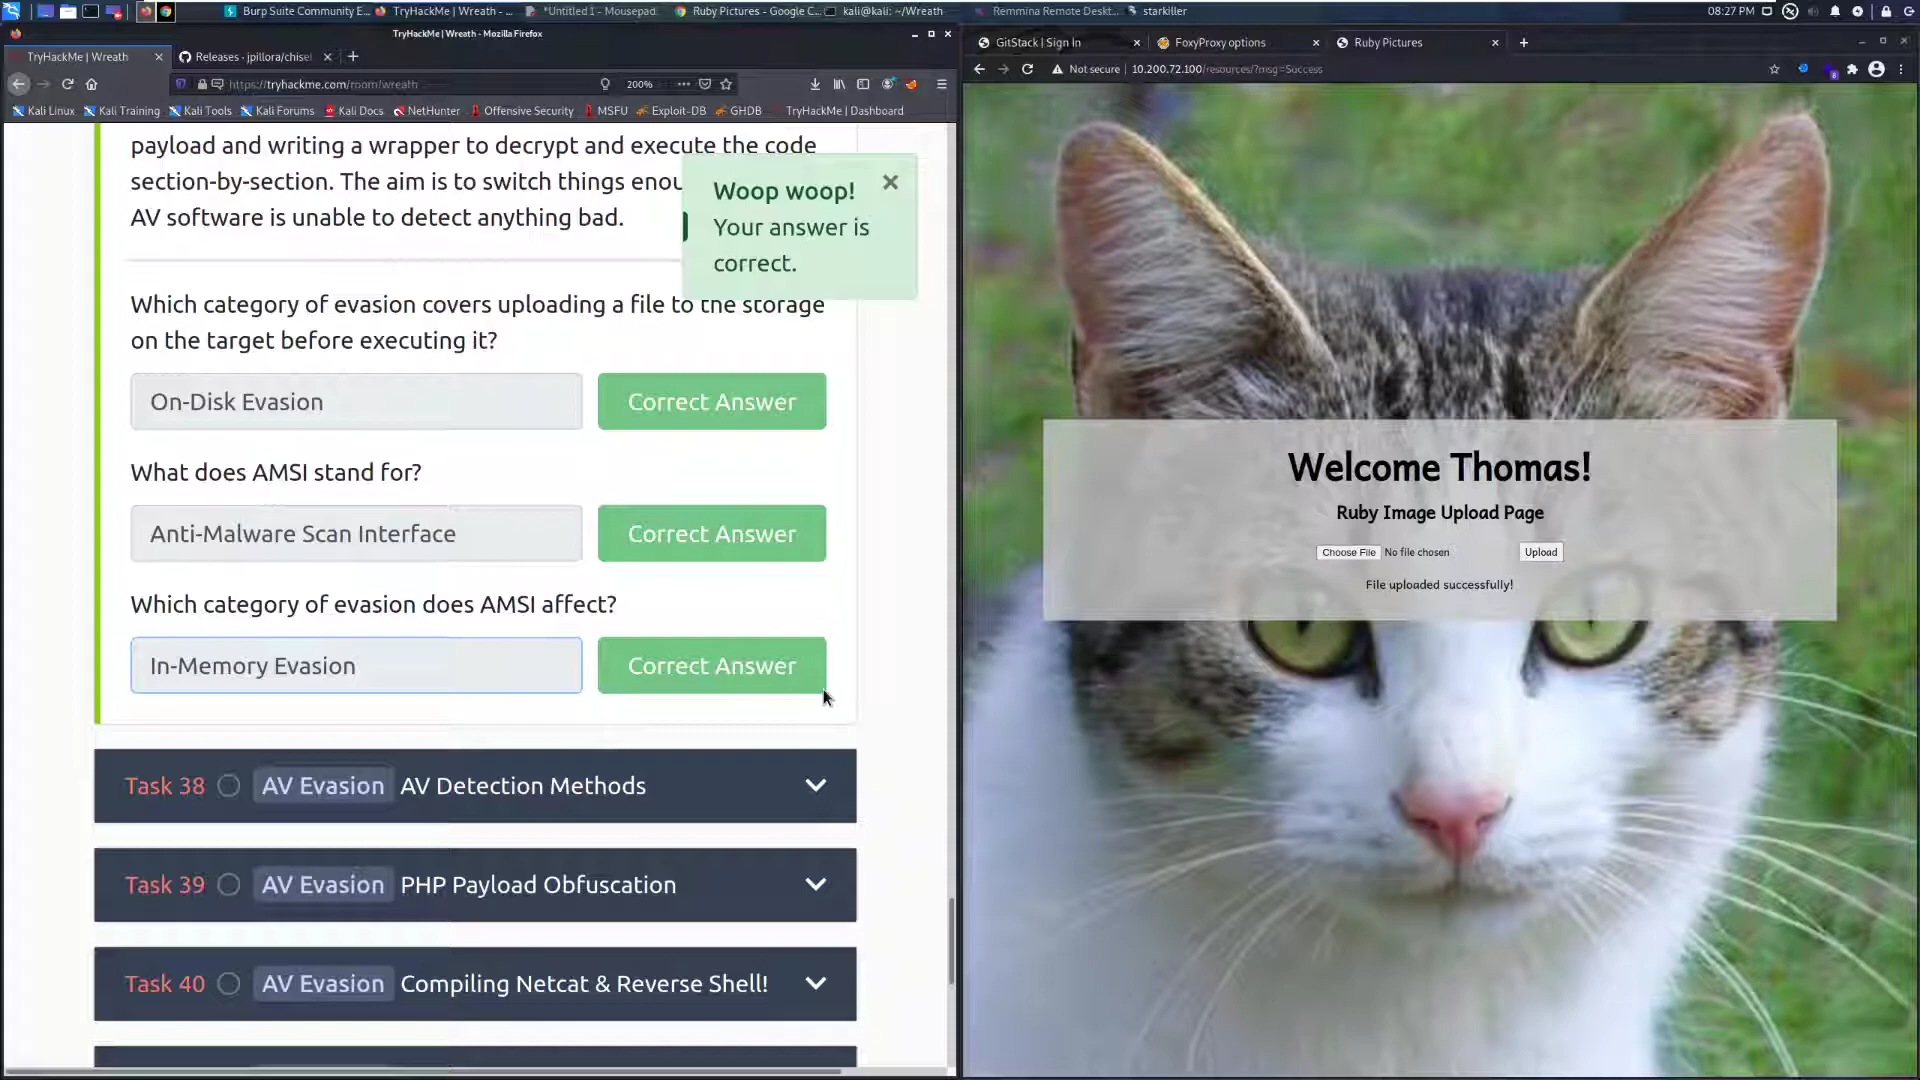 Burp Suite Community E...
TryHackMe | Wreath - ...
*Untitled 1 - Mousepad
Ruby Pictures - Google C...
kali@kali: ~/Wreath
Remmina Remote Deskt...
starkiller
08:27 PM
TryHackMe | Wreath - Mozilla Firefox
TryHackMe | Wreath
Releases - jpillora/chisel
https://tryhackme.com/room/wreath
200%
Kali Linux
Kali Training
Kali Tools
Kali Forums
Kali Docs
NetHunter
Offensive Security
MSFU
Exploit-DB
GHDB
TryHackMe | Dashboard
payload and writing a wrapper to decrypt and execute the code
section-by-section. The aim is to switch things enou
AV software is unable to detect anything bad.
Woop woop!
Your answer is
correct.
Which category of evasion covers uploading a file to the storage
on the target before executing it?
On-Disk Evasion
Correct Answer
What does AMSI stand for?
Anti-Malware Scan Interface
Correct Answer
Which category of evasion does AMSI affect?
In-Memory Evasion
Correct Answer
Task 38 AV Evasion AV Detection Methods
Task 39 AV Evasion PHP Payload Obfuscation
Task 40 AV Evasion Compiling Netcat & Reverse Shell!
GitStack | Sign In
FoxyProxy options
Ruby Pictures
Not secure
10.200.72.100/resources/?msg=Success
Welcome Thomas!
Ruby Image Upload Page
Choose File No file chosen
Upload
File uploaded successfully!